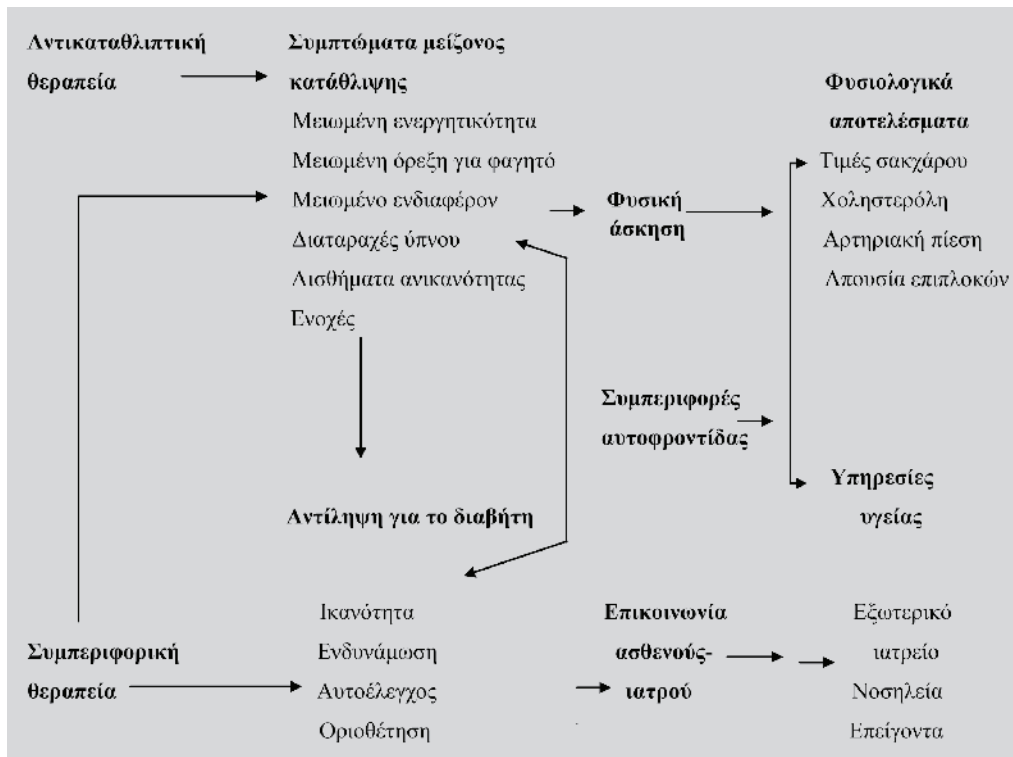 Αντικαταθλιπτική
θεραπεία
Συμπτώματα μείζονος
κατάθλιψης
Μειωμένη ενεργητικότητα
Μειωμένη όρεξη για φαγητό
Μειωμένο ενδιαφέρον
Διαταραχές ύπνου
Αισθήματα ανικανότητας
Ενοχές
Φυσική
άσκηση
Φυσιολογικά
αποτελέσματα
Τιμές σακχάρου
Χοληστερόλη
Αρτηριακή πίεση
Απουσία επιπλοκών
Συμπεριφορές
αυτοφροντίδας
Υπηρεσίες
υγείας
Αντίληψη για το διαβήτη
Συμπεριφορική
θεραπεία
Ικανότητα
Ενδυνάμωση
Αυτοέλεγχος
Οριοθέτηση
Επικοινωνία
ασθενούς-
ιατρού
Εξωτερικό
ιατρείο
Νοσηλεία
Επείγοντα